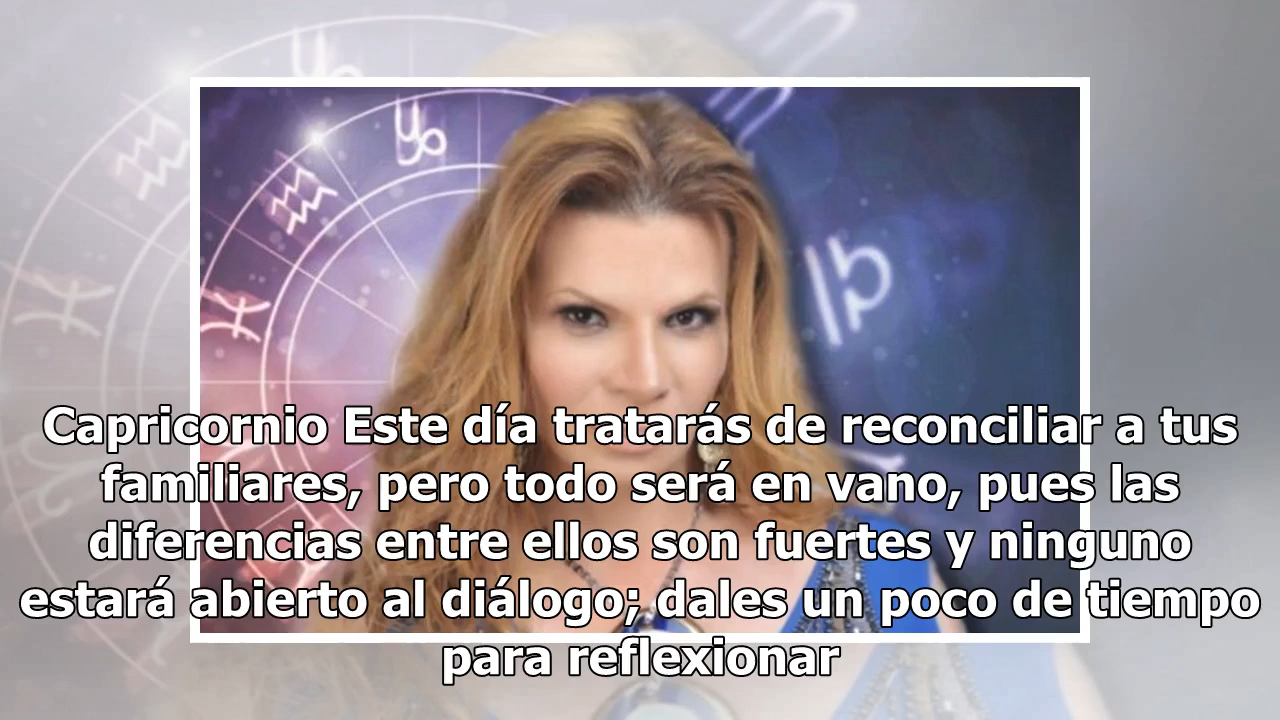 Capricornio Este día tratarás de reconciliar a tus
familiares, pero todo será en vano, pues las
diferencias entre ellos son fuertes y ninguno
estará abierto al diálogo; dales un poco de tiempo
para reflexionar